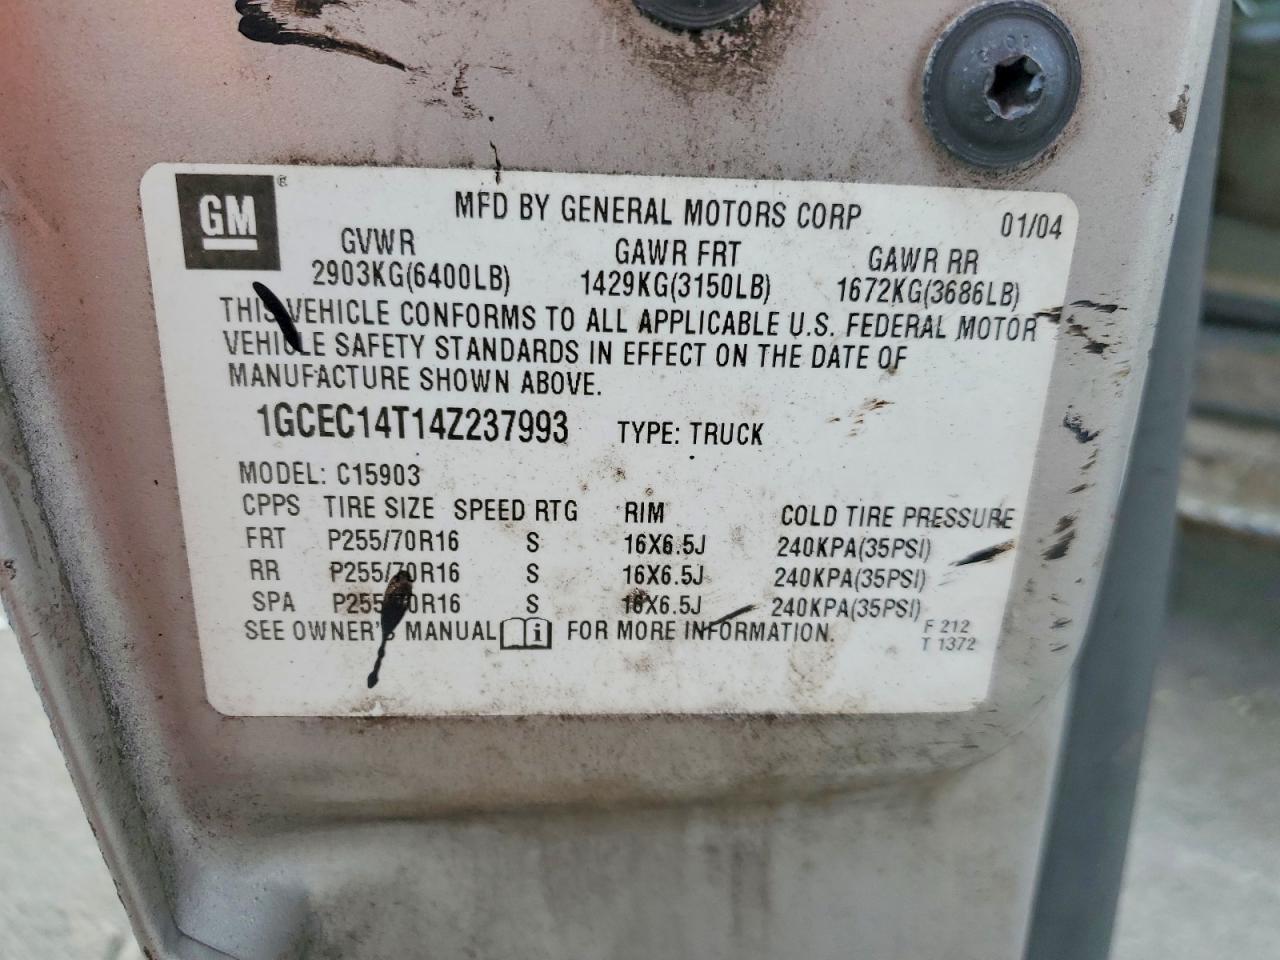 GM ®
MFD BY GENERAL MOTORS CORP 01/04
GVWR GAWR FRT GAWR RR
2903KG(6400LB) 1429KG(3150LB) 1672KG(3686LB)
THIS VEHICLE CONFORMS TO ALL APPLICABLE U.S. FEDERAL MOTOR
VEHICLE SAFETY STANDARDS IN EFFECT ON THE DATE OF
MANUFACTURE SHOWN ABOVE.
1GCEC14T14Z237993 TYPE: TRUCK
MODEL: C15903
CPPS TIRE SIZE SPEED RTG RIM COLD TIRE PRESSURE
FRT P255/70R16 S 16X6.5J 240KPA(35PSI)
RR P255/70R16 S 16X6.5J 240KPA(35PSI)
SPA P255/70R16 S 16X6.5J 240KPA(35PSI)
SEE OWNER'S MANUAL i FOR MORE INFORMATION.
F 212
T 1372